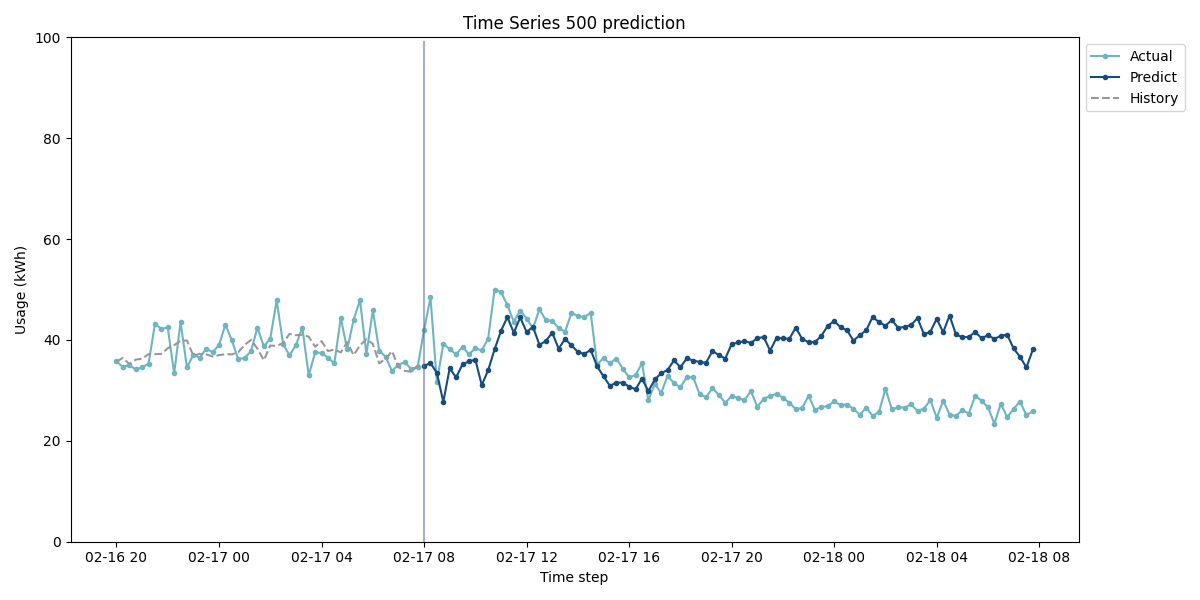 Time Series 500 prediction
Usage (kWh)
100
80
60
40
20
0
02-16 20
02-17 00
02-17 04
02-17 08
02-17 12
02-17 16
02-17 20
02-18 00
02-18 04
02-18 08
Time step
Actual
Predict
History